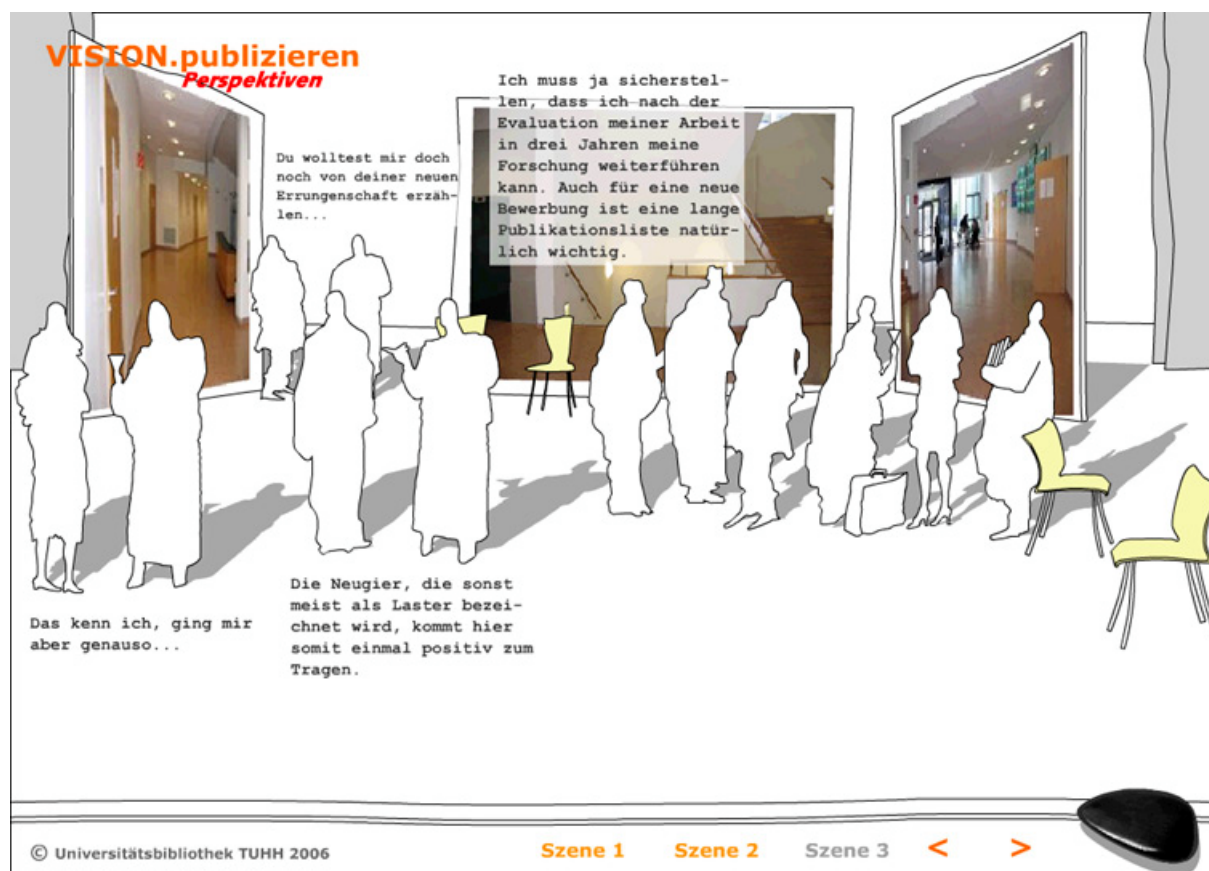 VISION.publizieren
Perspektiven
Ich muss ja sicherstel-
len, dass ich nach der
Evaluation meiner Arbeit
in drei Jahren meine
Forschung weiterführen
kann. Auch für eine neue
Bewerbung ist eine lange
Publikationsliste natür-
lich wichtig.
Du wolltest mir doch
noch von deiner neuen
Errungenschaft erzäh-
len...
Das kenn ich, ging mir
aber genauso...
Die Neugier, die sonst
meist als Laster bezei-
chnet wird, kommt hier
somit einmal positiv zum
Tragen.
© Universitätsbibliothek TUHH 2006
Szene 1 Szene 2 Szene 3 < >